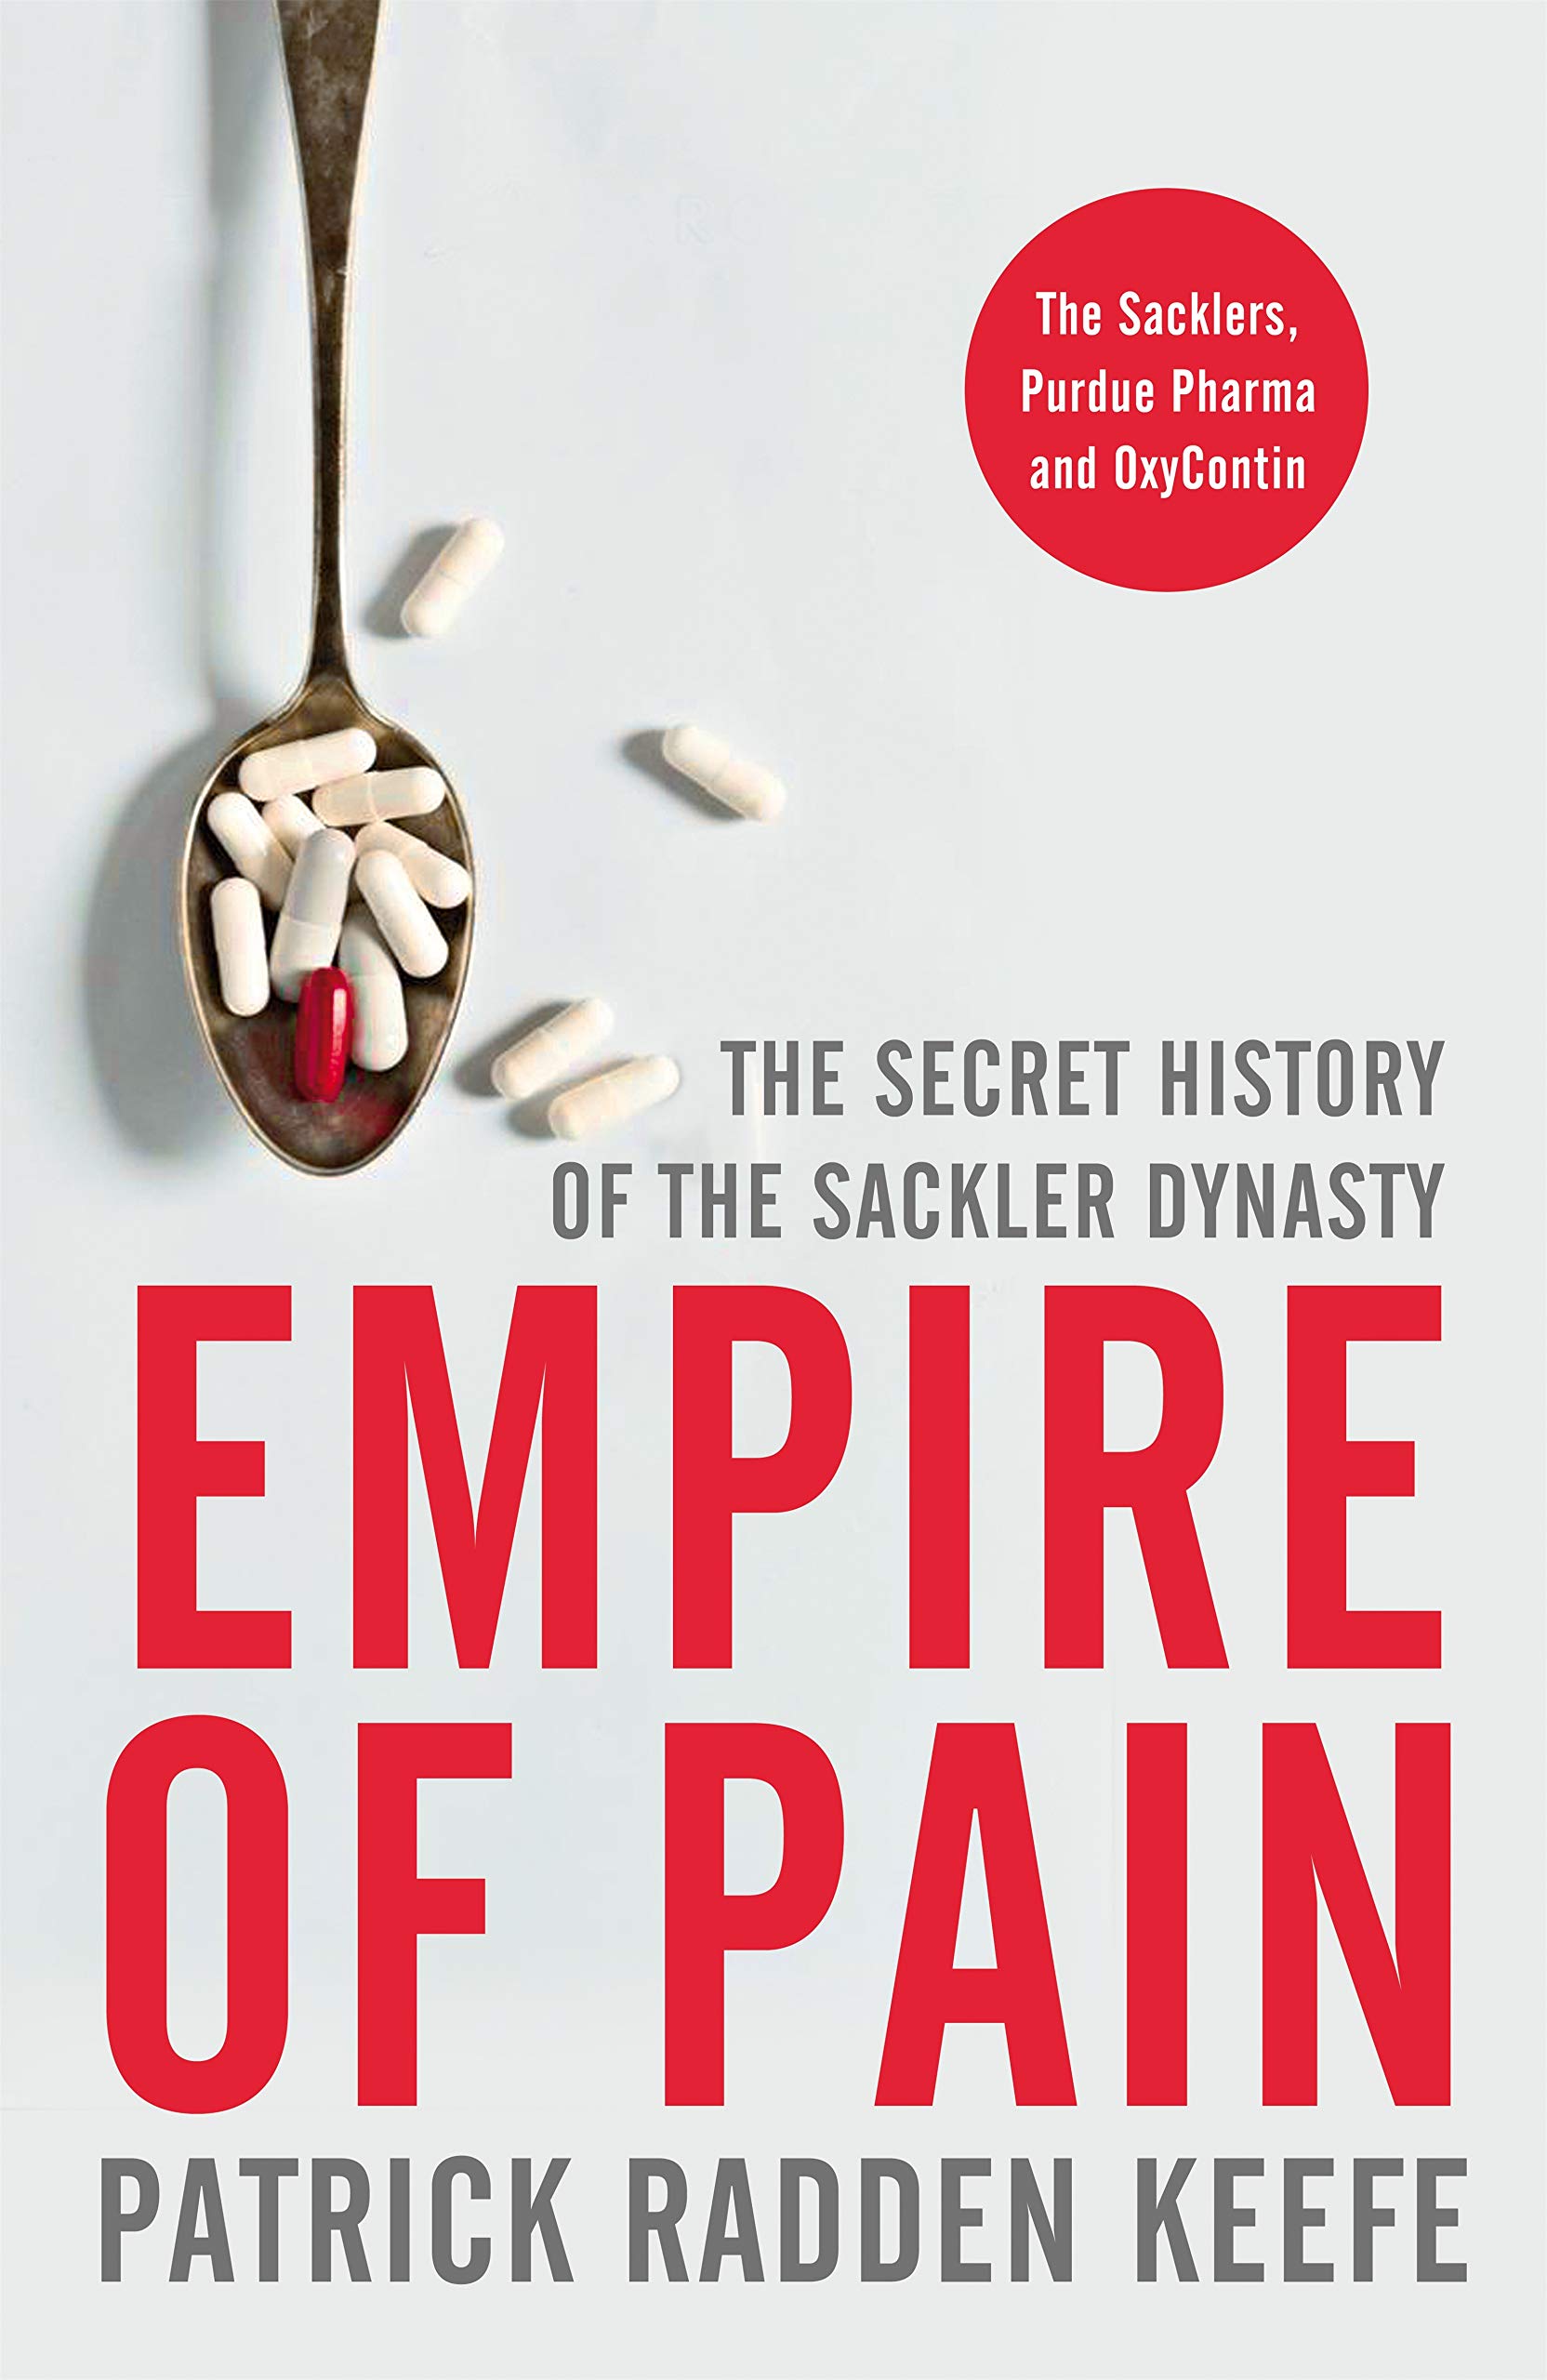 The Sacklers,
Purdue Pharma
and OxyContin
THE SECRET HISTORY
OF THE SACKLER DYNASTY
EMPIRE
OF PAIN
PATRICK RADDEN KEEFE